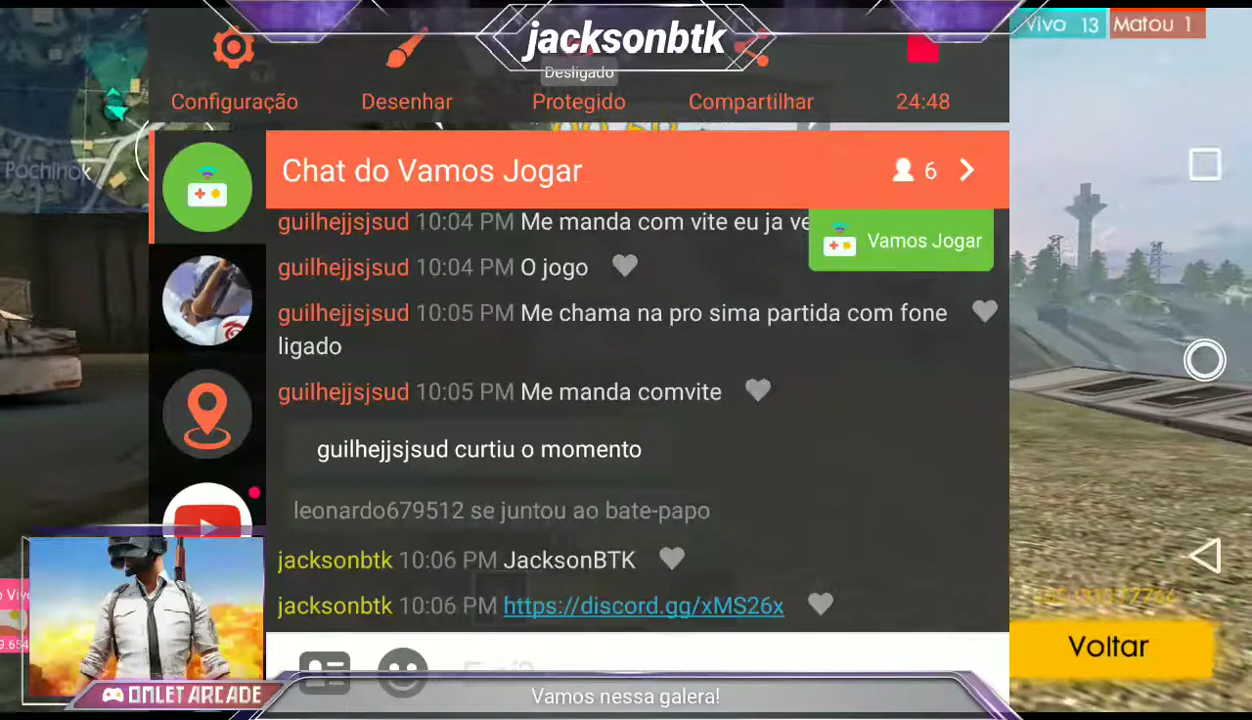 jacksonbtk
Vivo 13 Matou 1
Desligado
Configuração Desenhar Protegido Compartilhar 24:48
Pochinok
Chat do Vamos Jogar 6
guilhejjsjsud 10:04 PM Me manda com vite eu ja ve
Vamos Jogar
guilhejjsjsud 10:04 PM O jogo
guilhejjsjsud 10:05 PM Me chama na pro sima partida com fone
ligado
guilhejjsjsud 10:05 PM Me manda comvite
guilhejjsjsud curtiu o momento
leonardo679512 se juntou ao bate-papo
jacksonbtk 10:06 PM JacksonBTK
jacksonbtk 10:06 PM https://discord.gg/xMS26x
o Vivo
9.654
Voltar
OMLET ARCADE
Vamos nessa galera!